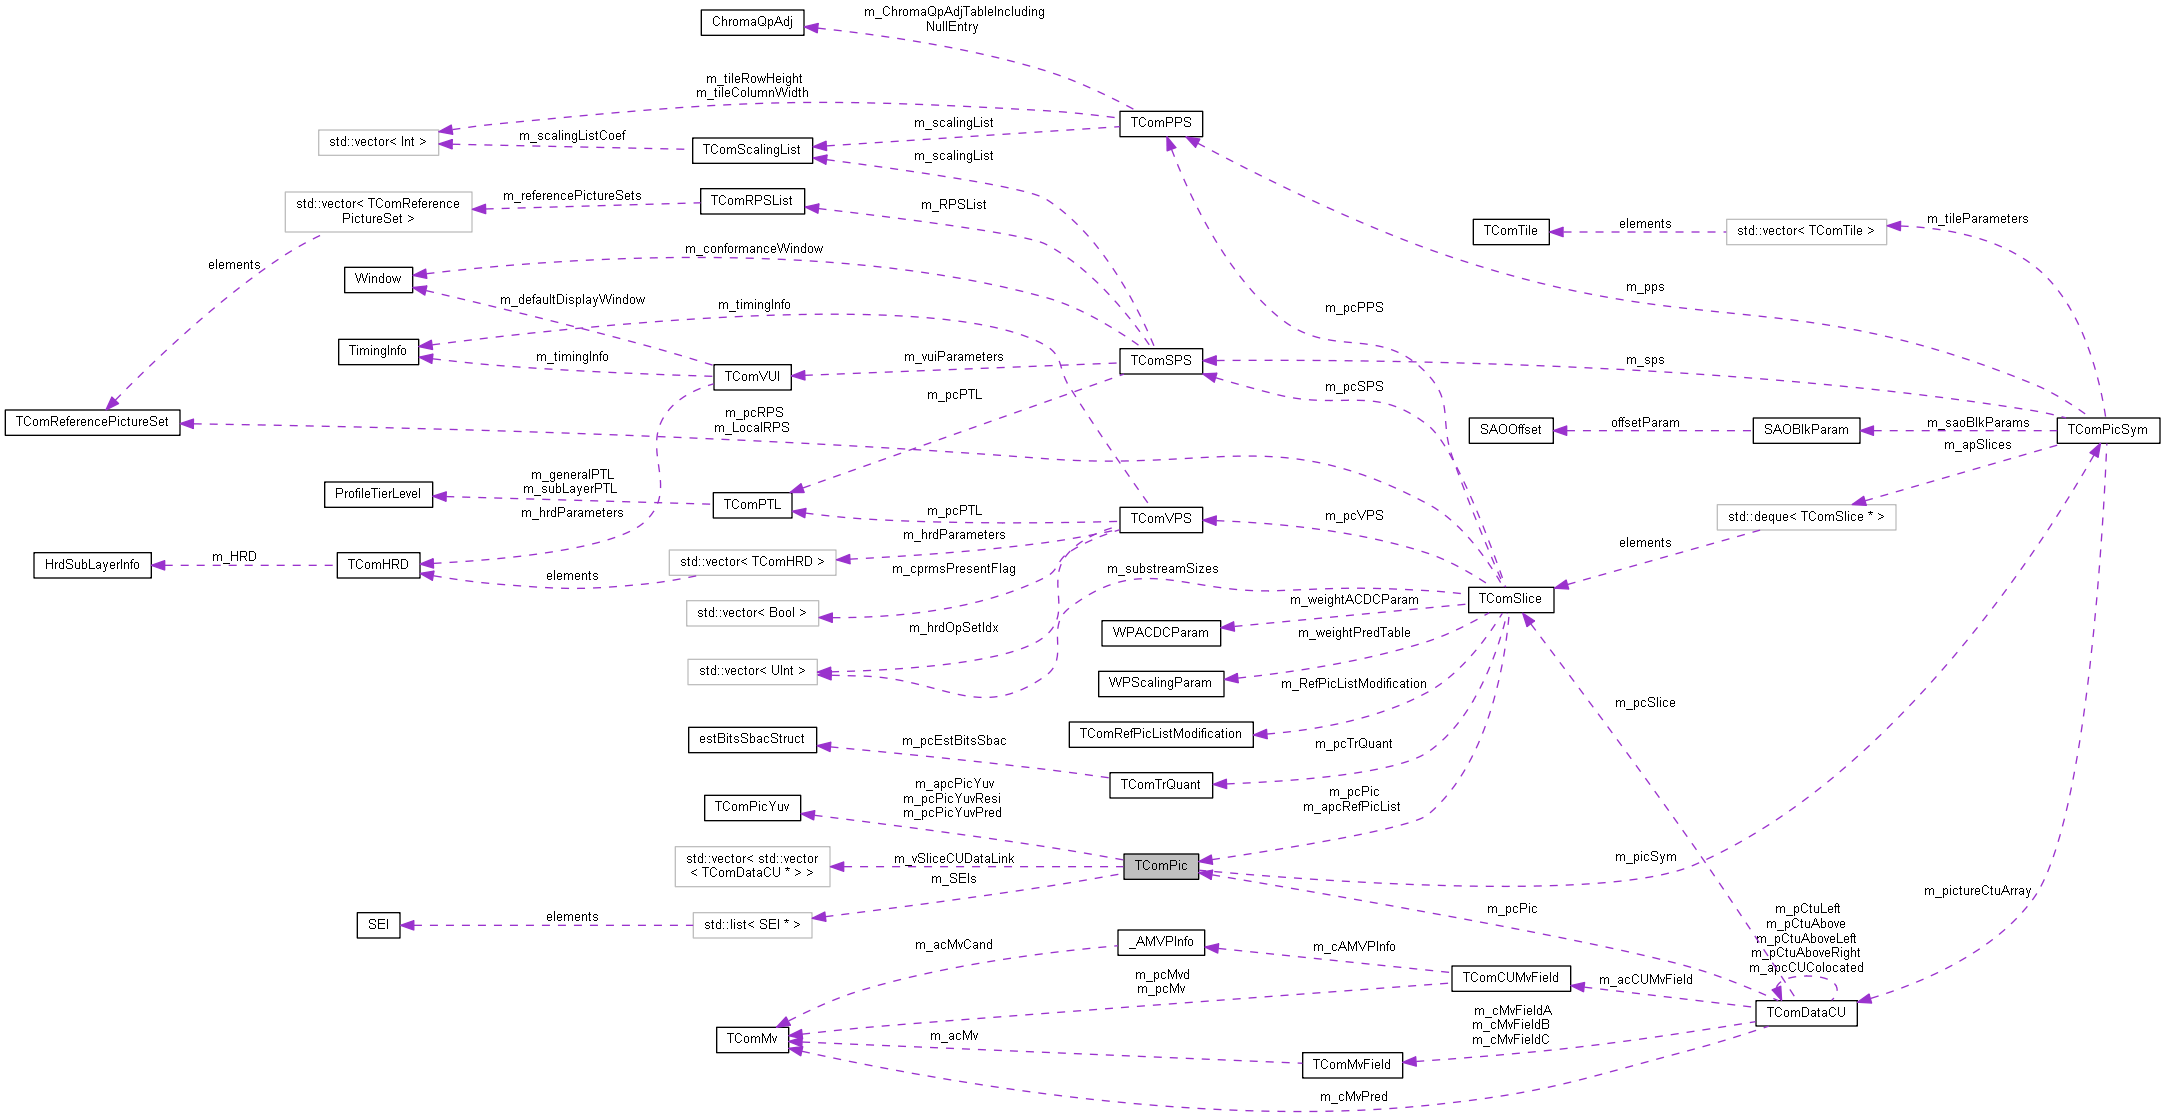 m_ChromaQpAdjTableIncluding
NullEntry
ChromaQpAdj
m_tileRowHeight
m_tileColumnWidth
TComPPS
m_scalingList
m_scalingListCoef
std::vector< Int >
TComScalingList
m_scalingList
std::vector< TComReference
PictureSet >
m_referencePictureSets
TComRPSList
m_RPSList
TComTile
elements
std::vector< TComTile >
m_tileParameters
m_conformanceWindow
elements
Window
m_defaultDisplayWindow
m_timingInfo
m_pcPPS
m_pps
TimingInfo
m_timingInfo
m_vuiParameters
TComSPS
m_sps
TComVUI
m_pcPTL
m_pcSPS
TComReferencePictureSet
m_pcRPS
m_LocalRPS
SAOOffset
offsetParam
SAOBlkParam
m_saoBlkParams
TComPicSym
m_apSlices
ProfileTierLevel
m_generalPTL
m_subLayerPTL
TComPTL
m_hrdParameters
m_pcPTL
TComVPS
m_pcVPS
std::deque< TComSlice * >
m_hrdParameters
elements
HrdSubLayerInfo
m_HRD
TComHRD
elements
std::vector< TComHRD >
m_cprmsPresentFlag
m_substreamSizes
TComSlice
std::vector< Bool >
m_hrdOpSetIdx
m_weightACDCParam
WPACDCParam
m_weightPredTable
std::vector< UInt >
WPScalingParam
m_RefPicListModification
m_pcSlice
TComRefPicListModification
estBitsSbacStruct
m_pcEstBitsSbac
m_pcTrQuant
TComTrQuant
TComPicYuv
m_apcPicYuv
m_pcPicYuvResi
m_pcPicYuvPred
m_pcPic
m_apcRefPicList
std::vector< std::vector
< TComDataCU * > >
m_vSliceCUDataLink
TComPic
m_picSym
m_SEIs
m_pictureCtuArray
SEI
elements
std::list< SEI * >
m_pcPic
m_pCtuLeft
m_pCtuAbove
m_pCtuAboveLeft
m_pCtuAboveRight
m_apcCUColocated
m_acMvCand
_AMVPInfo
m_cAMVPInfo
m_pcMvd
m_pcMv
TComCUMvField
m_acCUMvField
TComDataCU
TComMv
m_acMv
m_cMvFieldA
m_cMvFieldB
m_cMvFieldC
TComMvField
m_cMvPred